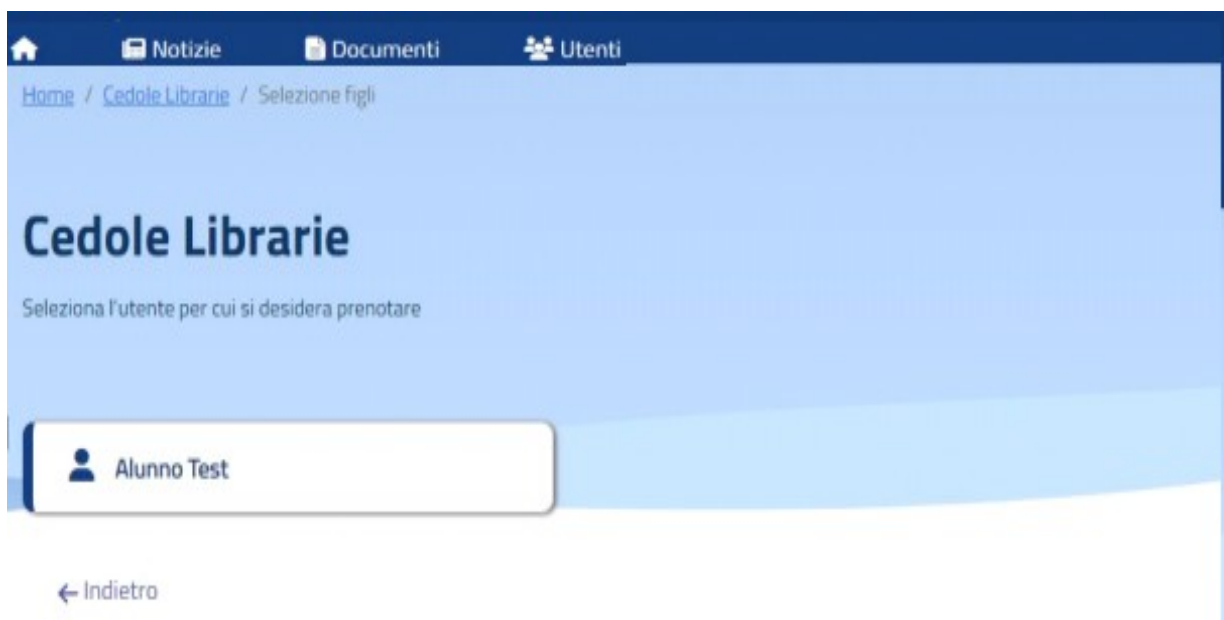 Notizie Documenti Utenti
Home / Cedole Librarie / Selezione figli
Cedole Librarie
Seleziona l'utente per cui si desidera prenotare
Alunno Test
← Indietro